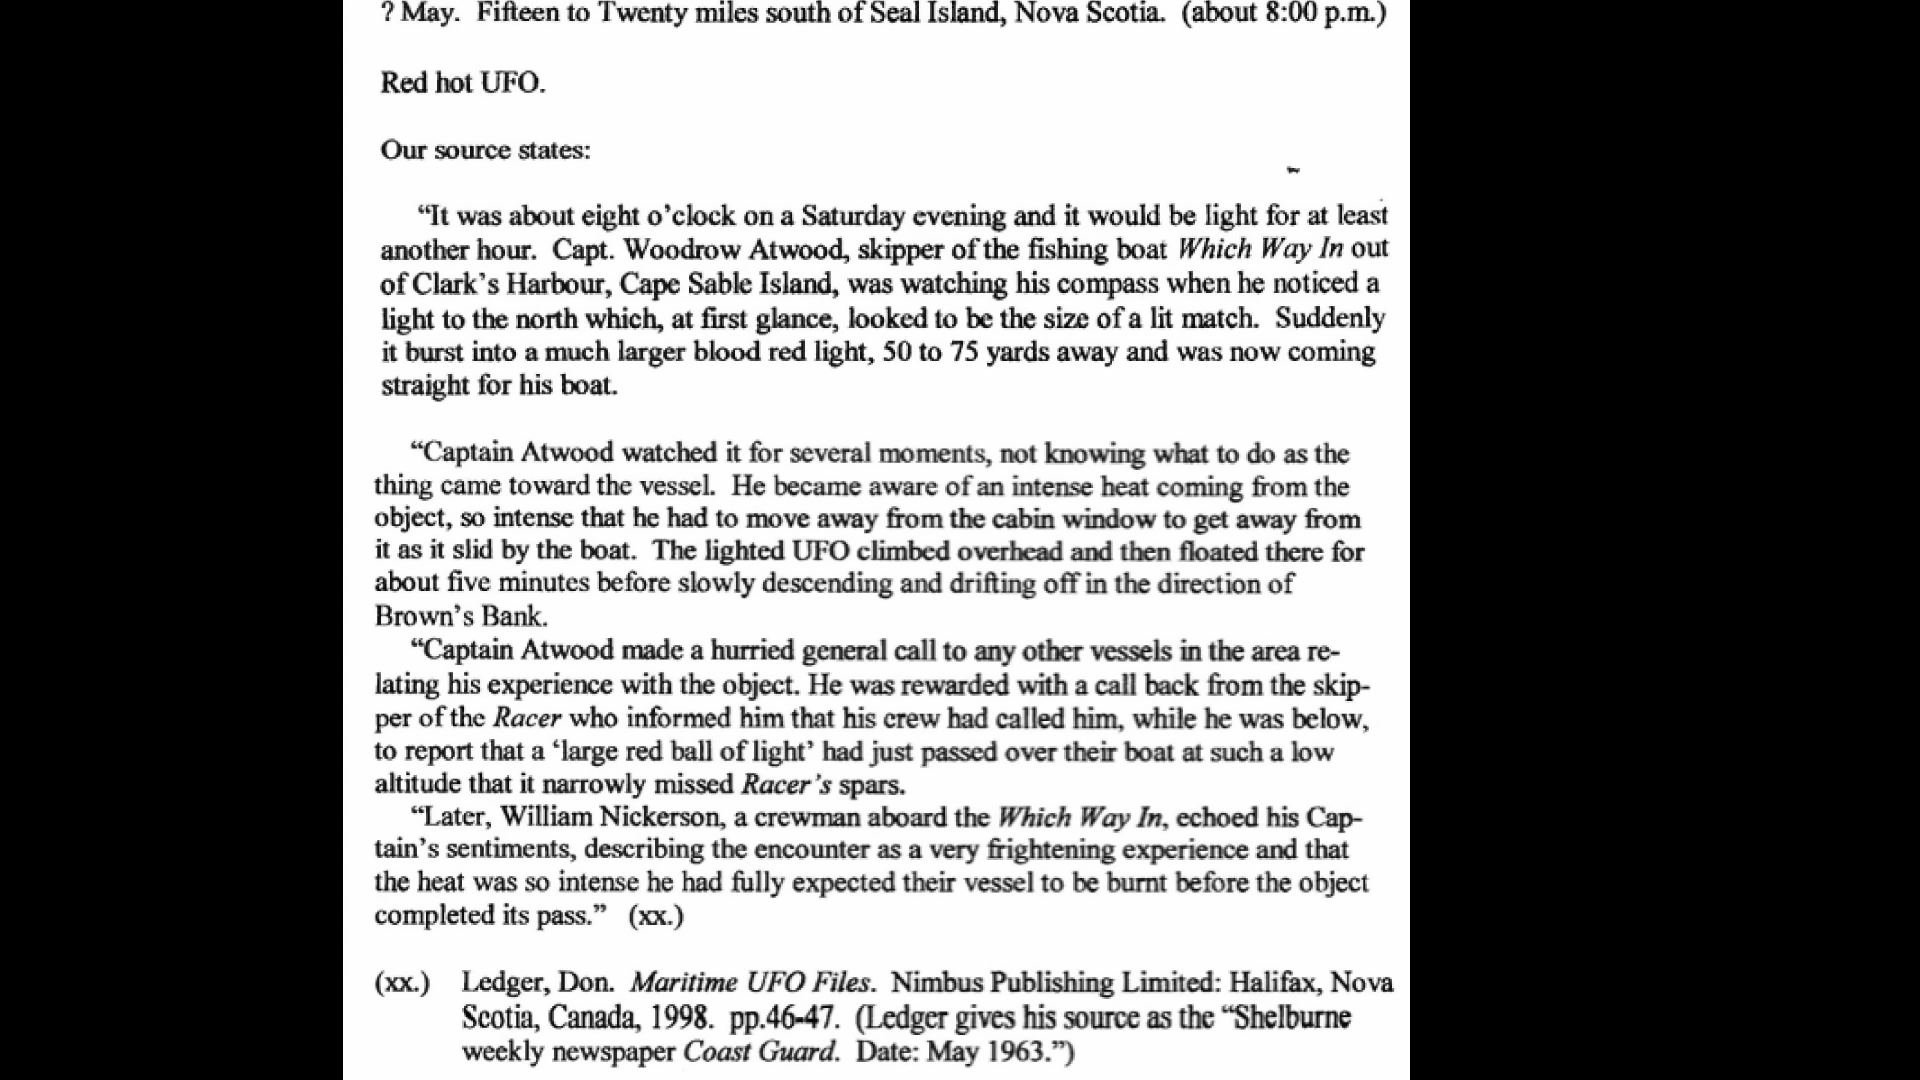 ? May. Fifteen to Twenty miles south of Seal Island, Nova Scotia. (about 8:00 p.m.)
Red hot UFO.
Our source states:
“It was about eight o’clock on a Saturday evening and it would be light for at least
another hour. Capt. Woodrow Atwood, skipper of the fishing boat Which Way In out
of Clark’s Harbour, Cape Sable Island, was watching his compass when he noticed a
light to the north which, at first glance, looked to be the size of a lit match. Suddenly
it burst into a much larger blood red light, 50 to 75 yards away and was now coming
straight for his boat.
“Captain Atwood watched it for several moments, not knowing what to do as the
thing came toward the vessel. He became aware of an intense heat coming from the
object, so intense that he had to move away from the cabin window to get away from
it as it slid by the boat. The lighted UFO climbed overhead and then floated there for
about five minutes before slowly descending and drifting off in the direction of
Brown’s Bank.
“Captain Atwood made a hurried general call to any other vessels in the area re-
lating his experience with the object. He was rewarded with a call back from the skip-
per of the Racer who informed him that his crew had called him, while he was below,
to report that a ‘large red ball of light’ had just passed over their boat at such a low
altitude that it narrowly missed Racer’s spars.
“Later, William Nickerson, a crewman aboard the Which Way In, echoed his Cap-
tain’s sentiments, describing the encounter as a very frightening experience and that
the heat was so intense he had fully expected their vessel to be burnt before the object
completed its pass.” (xx.)
(xx.) Ledger, Don. Maritime UFO Files. Nimbus Publishing Limited: Halifax, Nova
Scotia, Canada, 1998. pp.46-47. (Ledger gives his source as the “Shelburne
weekly newspaper Coast Guard. Date: May 1963.”)